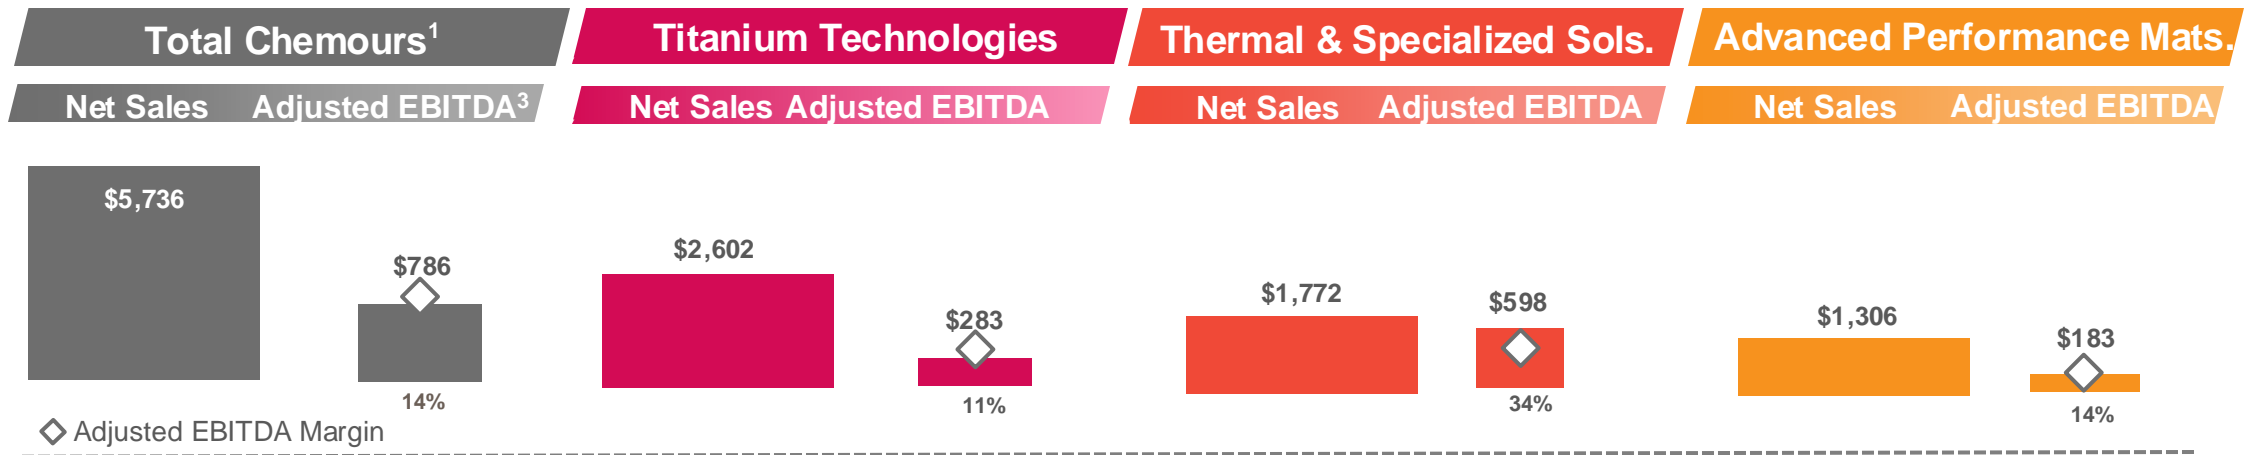 Total Chemours1
Titanium Technologies
Thermal & Specialized Sols.
Advanced Performance Mats.
Net Sales Adjusted EBITDA3
Net Sales Adjusted EBITDA
Net Sales Adjusted EBITDA
Net Sales Adjusted EBITDA
$5,736
$786
14%
$2,602
$283
11%
$1,772
$598
34%
$1,306
$183
14%
Adjusted EBITDA Margin